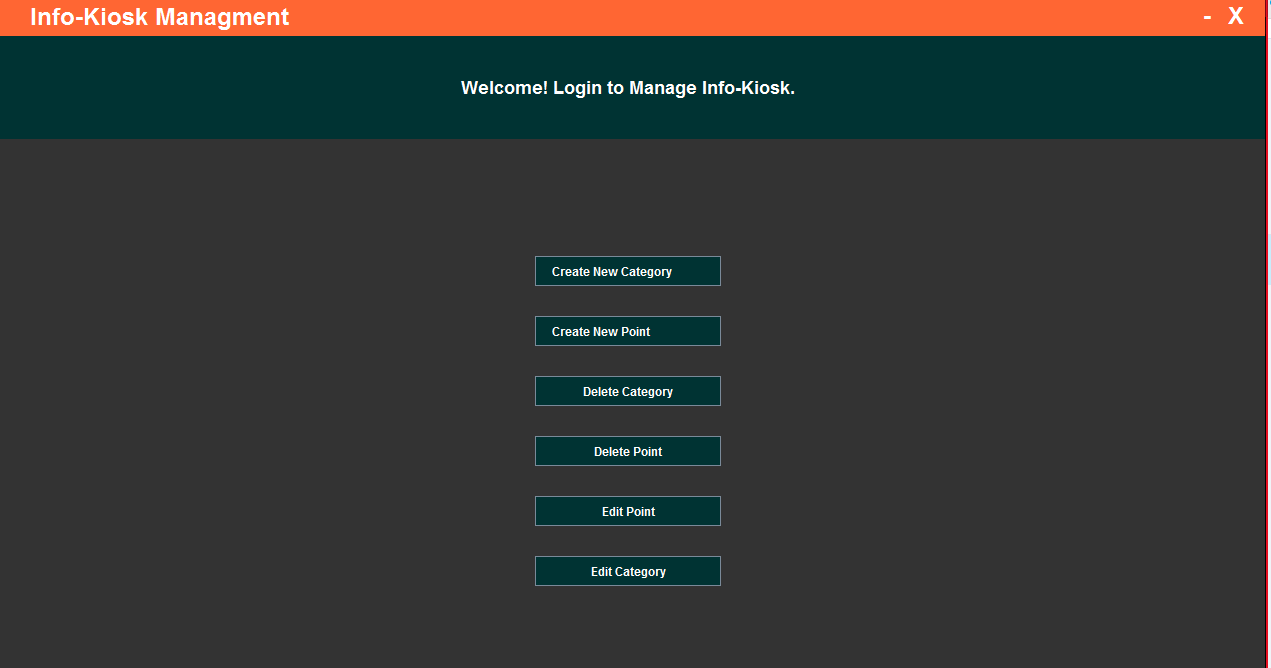 Info-Kiosk Managment
- X
Welcome! Login to Manage Info-Kiosk.
Create New Category
Create New Point
Delete Category
Delete Point
Edit Point
Edit Category